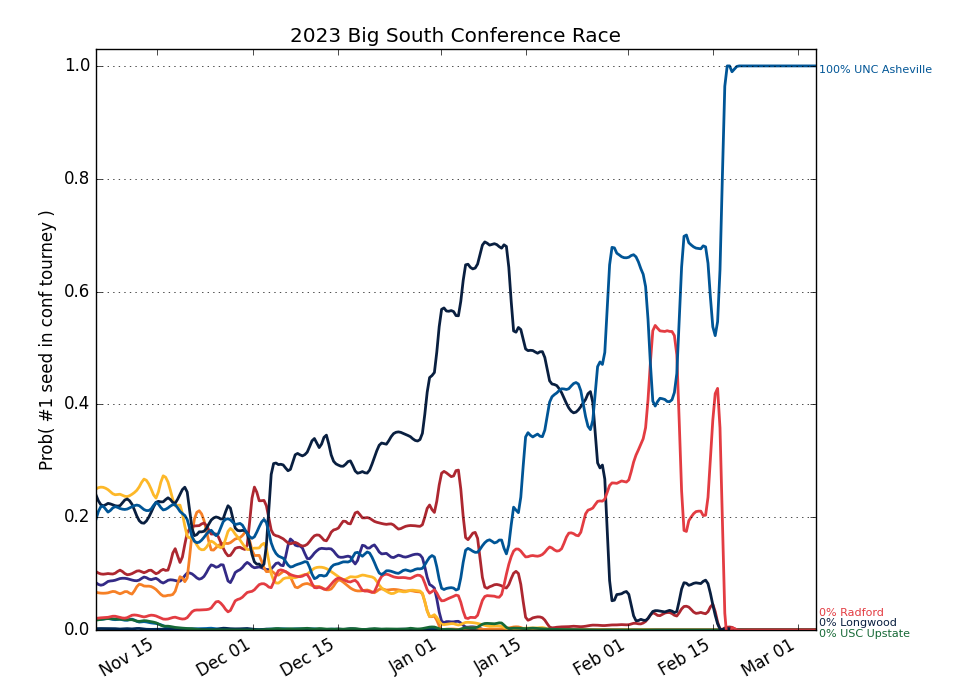 2023 Big South Conference Race
Prob( #1 seed in conf tourney )
1.0
0.8
0.6
0.4
0.2
0.0
Nov 15
Dec 01
Dec 15
Jan 01
Jan 15
Feb 01
Feb 15
Mar 01
100% UNC Asheville
0% Radford
0% Longwood
0% USC Upstate